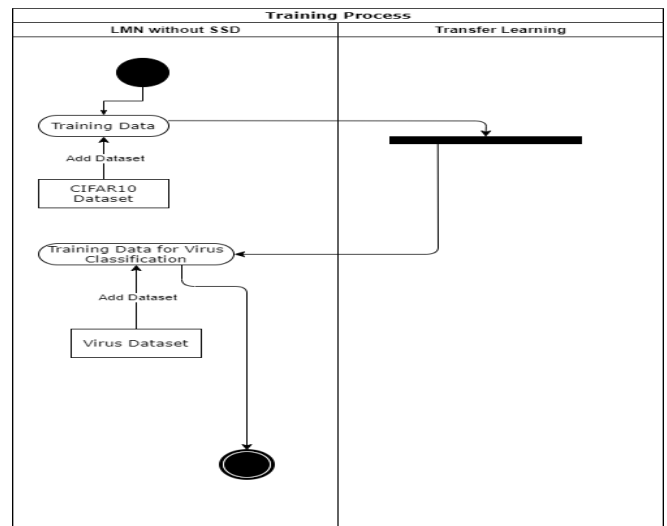 Training Process
LMN without SSD
Transfer Learning
Training Data
Add Dataset
CIFAR10
Dataset
Training Data for Virus
Classification
Add Dataset
Virus Dataset